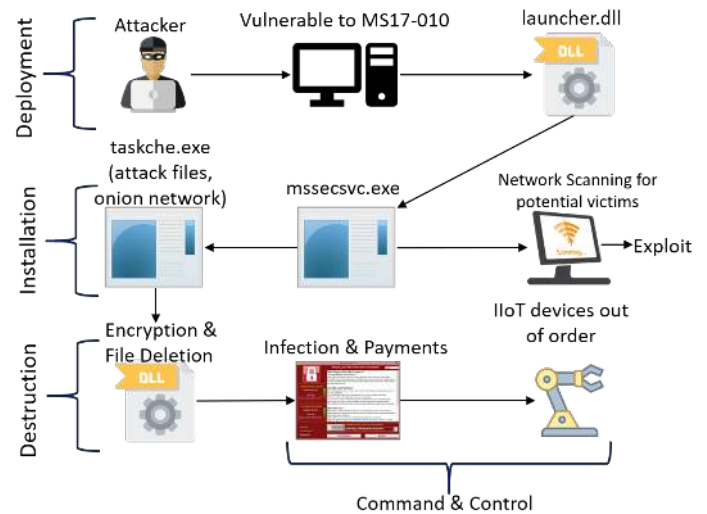 Deployment
Attacker
Vulnerable to MS17-010
launcher.dll
DLL
Installation
taskche.exe
(attack files,
onion network)
mssecsvc.exe
Network Scanning for
potential victims
Exploit
Destruction
Encryption &
File Deletion
DLL
Infection & Payments
IIoT devices out
of order
Command & Control